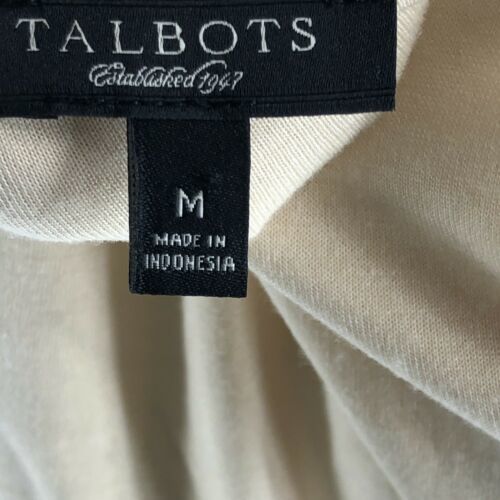 TALBOTS
Established 1947
M
MADE IN
INDONESIA